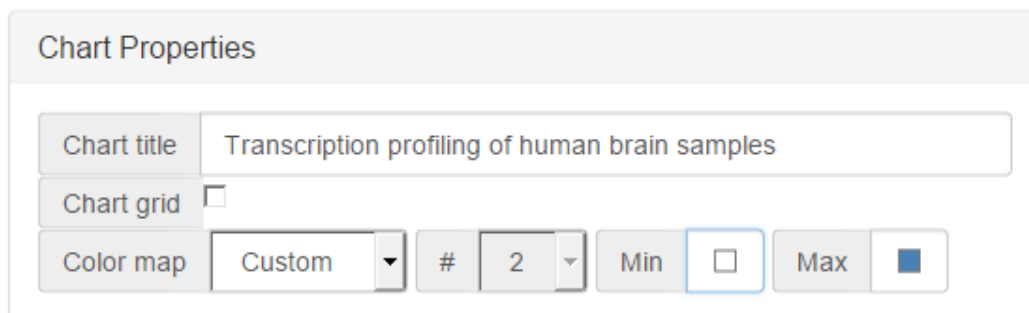 Chart Properties
Chart title Transcription profiling of human brain samples
Chart grid
Color map Custom # 2 Min Max